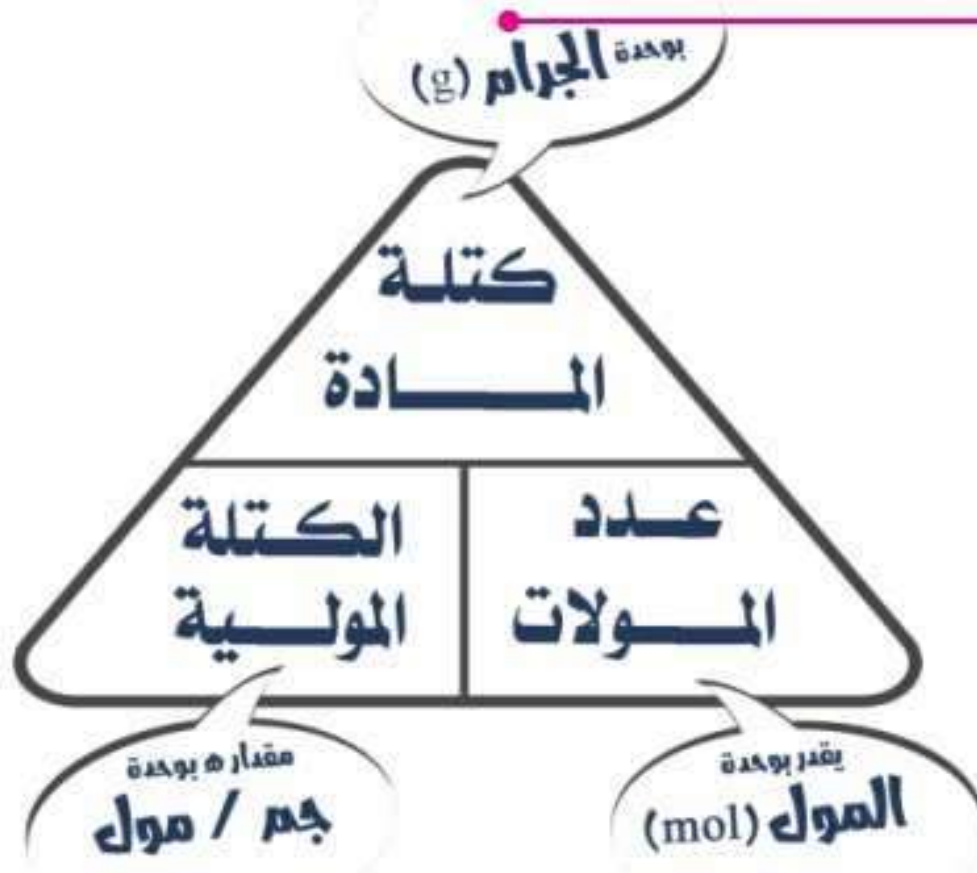 بوحدة الجرام (g)
كتلة
المادة
عدد
المولات
الكتلة
المولية
يقدر بوحدة
المول (mol)
مقداره بوحدة
جم / مول